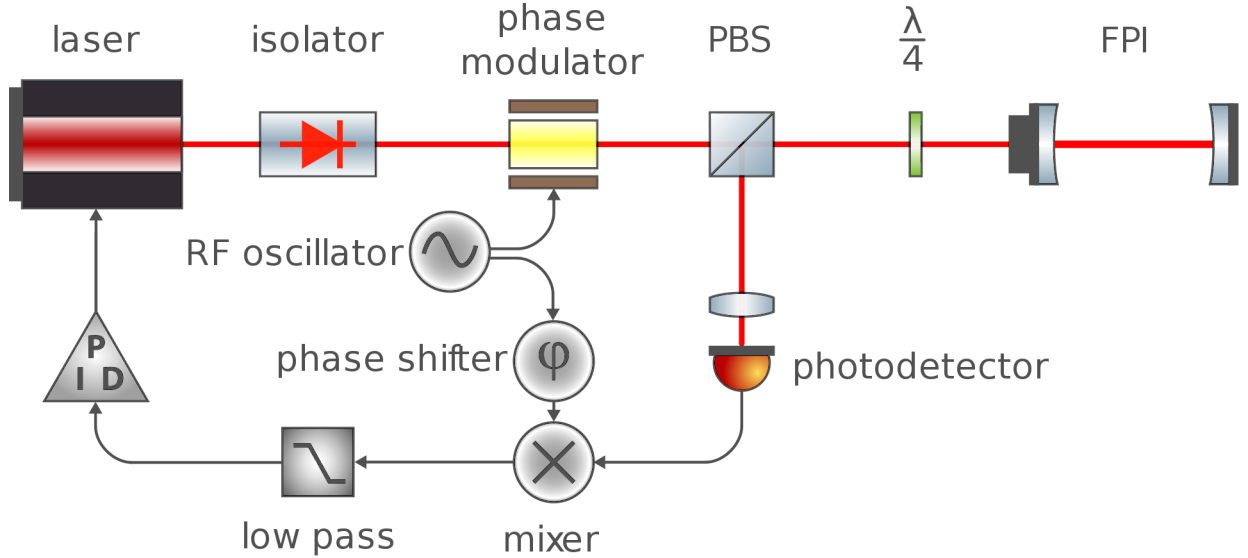 laser
isolator
phase
modulator
PBS
λ
4
FPI
RF oscillator
phase shifter
φ
photodetector
P
I D
low pass
mixer